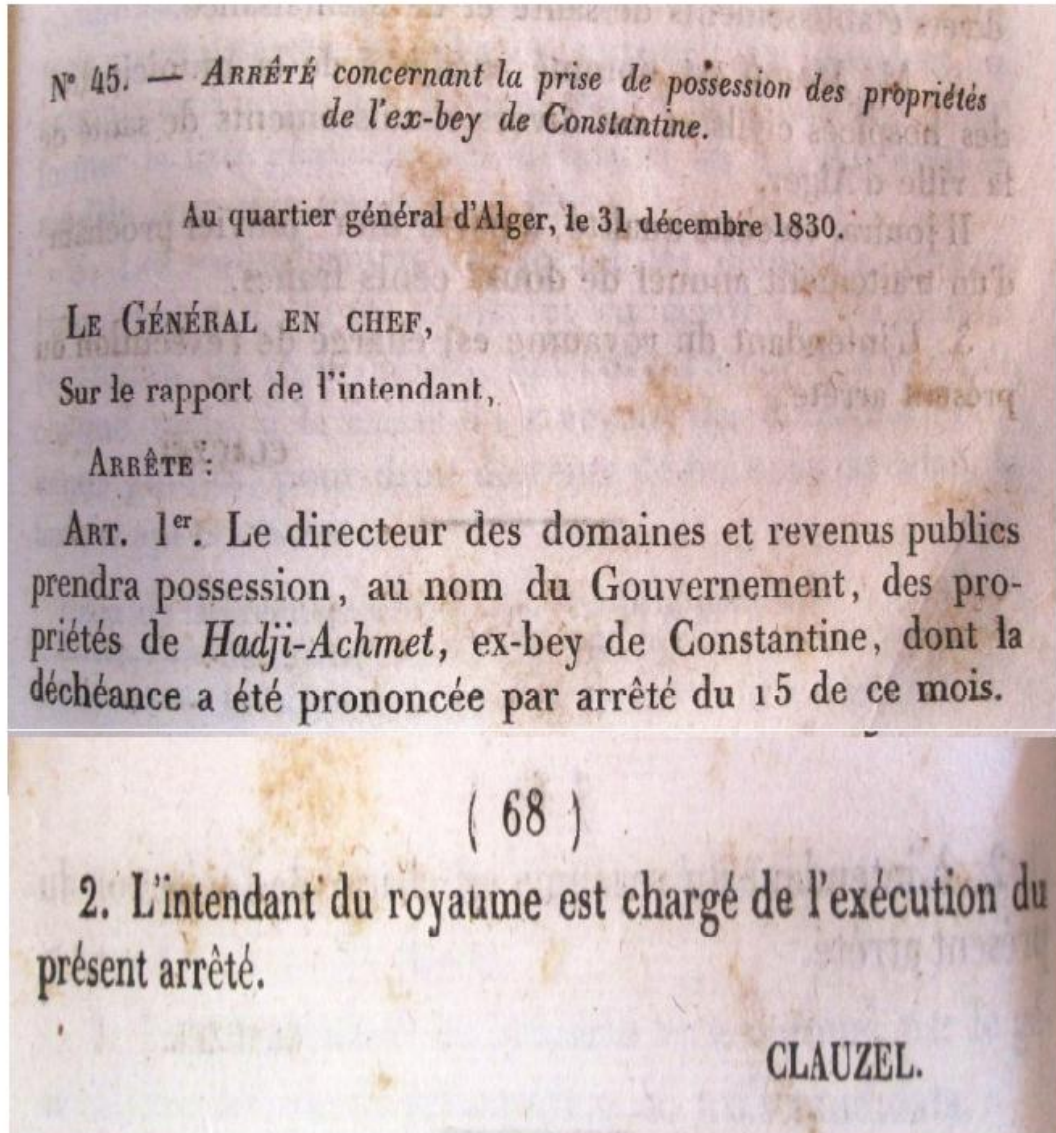 N° 45. — ARRÊTÉ concernant la prise de possession des propriétés
de l'ex-bey de Constantine.
Au quartier général d'Alger, le 31 décembre 1830.
LE GÉNÉRAL EN CHEF,
Sur le rapport de l'intendant,
ARRÊTE :
ART. 1er. Le directeur des domaines et revenus publics
prendra possession, au nom du Gouvernement, des pro-
priétés de Hadji-Achmet, ex-bey de Constantine, dont la
déchéance a été prononcée par arrêté du 15 de ce mois.
( 68 )
2. L'intendant du royaume est chargé de l'exécution du
présent arrêté.
CLAUZEL.